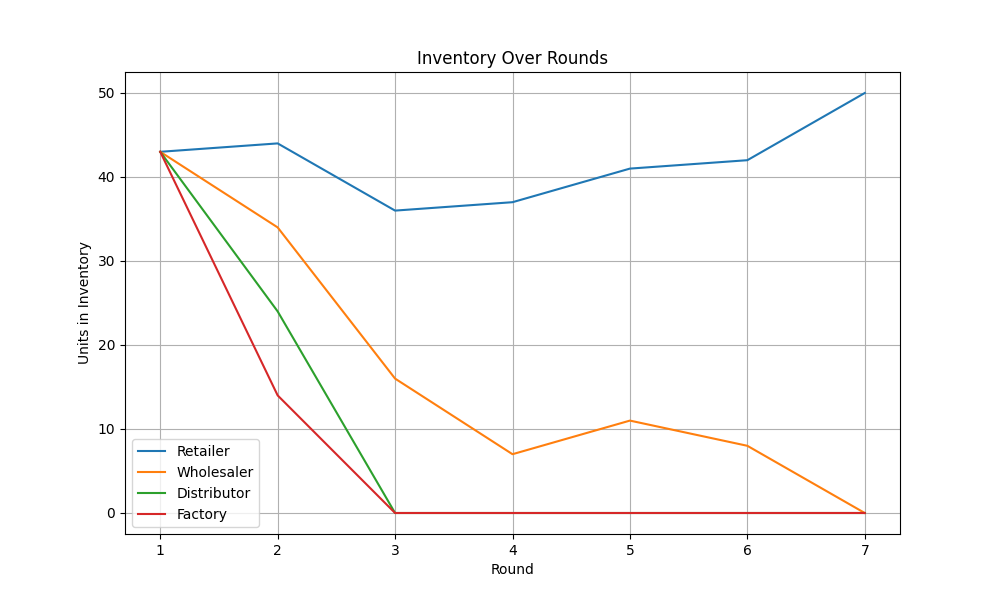 Inventory Over Rounds
Units in Inventory
50
40
30
20
10
0
Retailer
Wholesaler
Distributor
Factory
1 2 3 4 5 6 7
Round